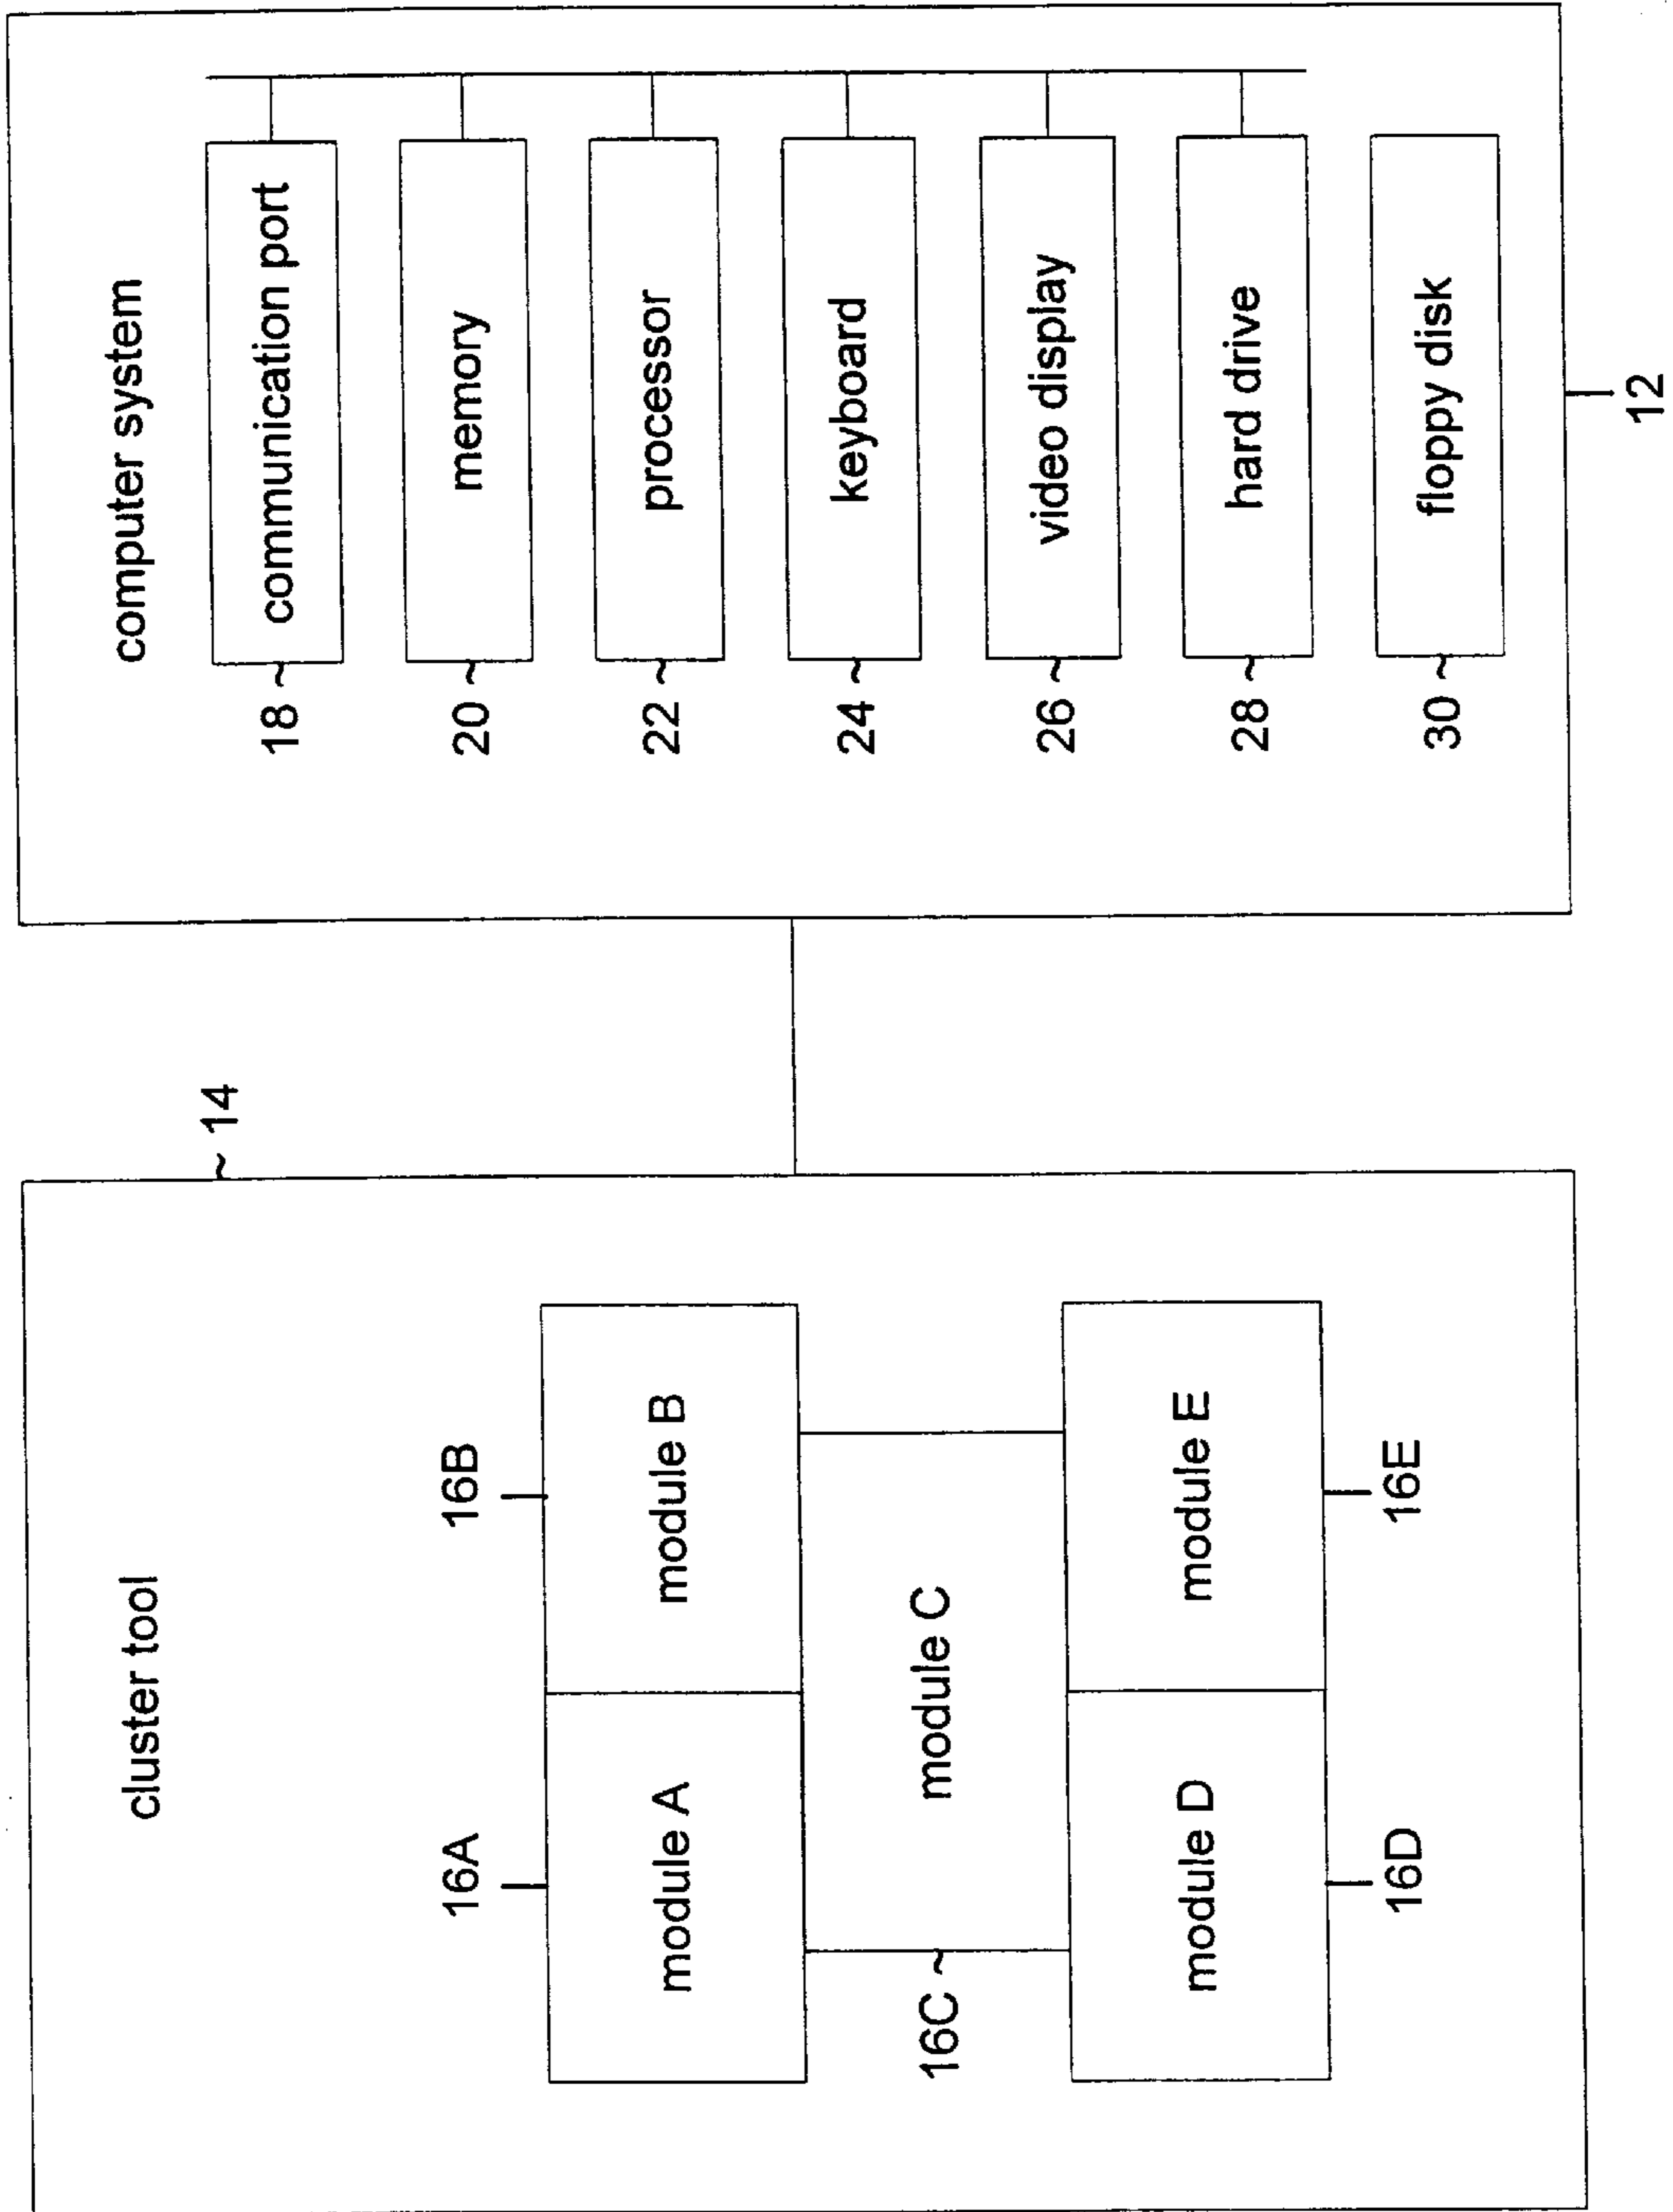 cluster tool
14
16A
16B
module A
module B
16C
module C
module D
module E
16D
16E
computer system
18
communication port
20
memory
22
processor
24
keyboard
26
video display
28
hard drive
30
floppy disk
12